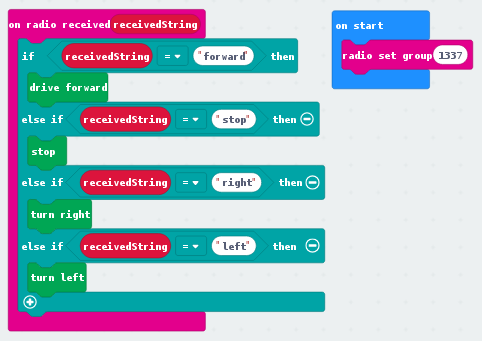 on radio received receivedString
if receivedString = "forward" then
drive forward
else if receivedString = "stop" then
stop
else if receivedString = "right" then
turn right
else if receivedString = "left" then
turn left
on start
radio set group 1337